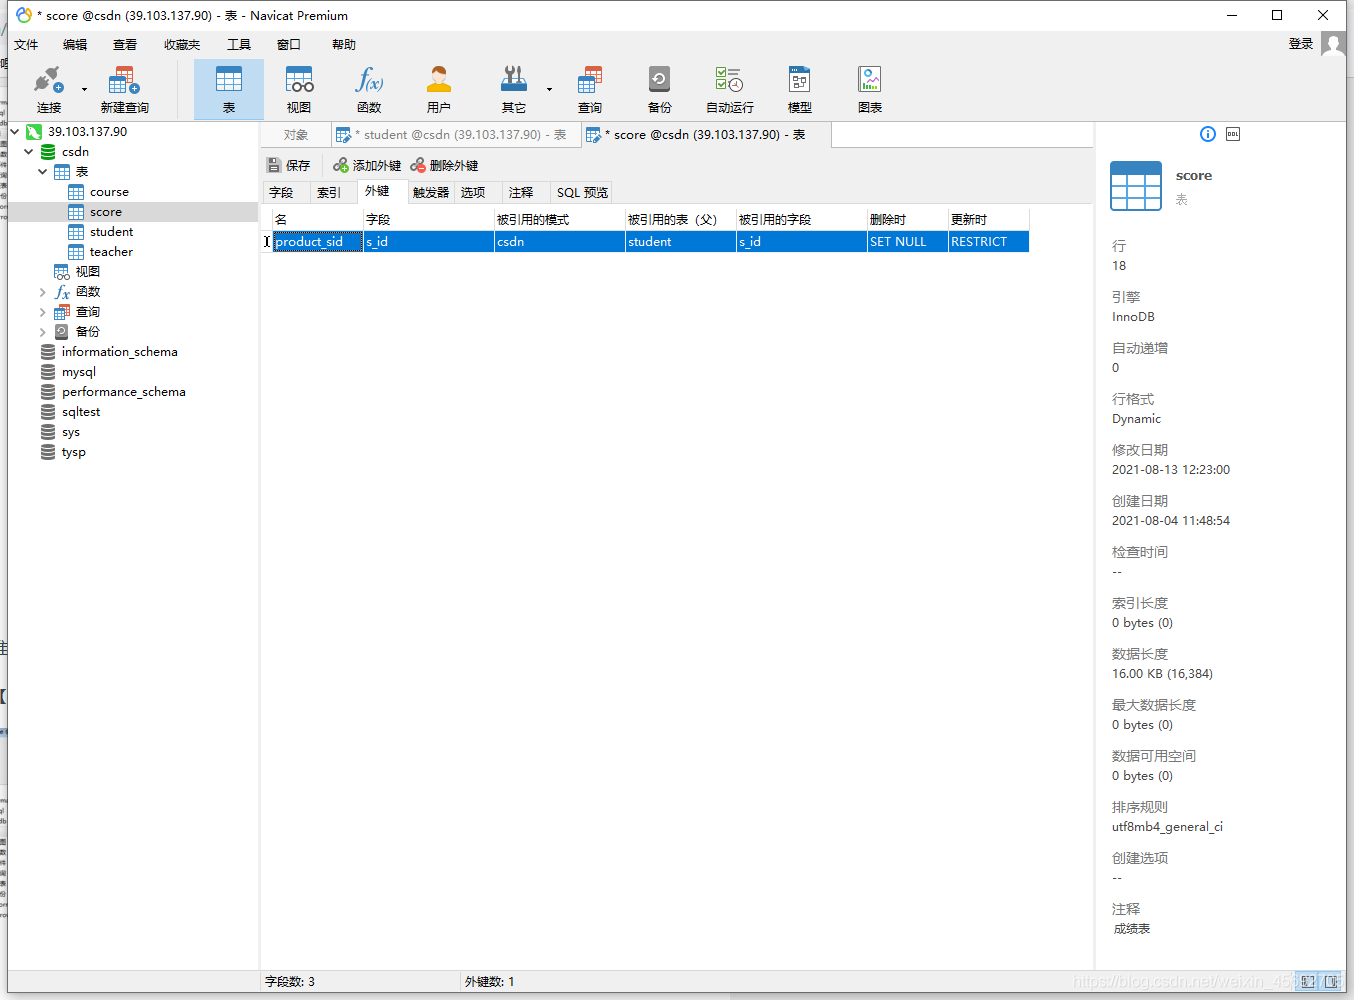 * score @csdn (39.103.137.90) - 表 - Navicat Premium
文件 编辑 查看 收藏夹 工具 窗口 帮助 登录
连接 新建查询 表 视图 函数 用户 其它 查询 备份 自动运行 模型 图表
39.103.137.90
csdn
表
course
score
student
teacher
视图
函数
查询
备份
information_schema
mysql
performance_schema
sqltest
sys
tysp
对象 * student @csdn (39.103.137.90) - 表 * score @csdn (39.103.137.90) - 表
保存 添加外键 删除外键
字段 索引 外键 触发器 选项 注释 SQL 预览
名 字段 被引用的模式 被引用的表（父） 被引用的字段 删除时 更新时
product_sid s_id csdn student s_id SET NULL RESTRICT
DDL
score
表
行
18
引擎
InnoDB
自动递增
0
行格式
Dynamic
修改日期
2021-08-13 12:23:00
创建日期
2021-08-04 11:48:54
检查时间
--
索引长度
0 bytes (0)
数据长度
16.00 KB (16,384)
最大数据长度
0 bytes (0)
数据可用空间
0 bytes (0)
排序规则
utf8mb4_general_ci
创建选项
--
注释
成绩表
字段数: 3 外键数: 1